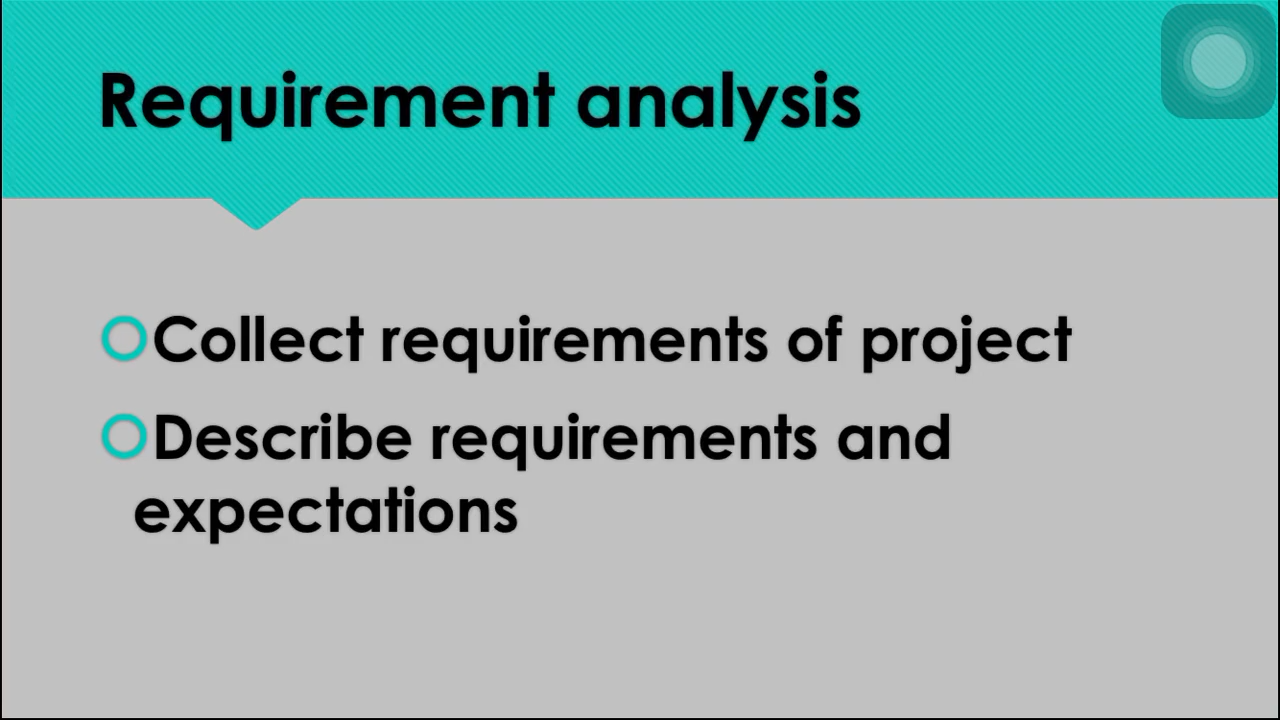 Requirement analysis
Collect requirements of project
Describe requirements and
expectations